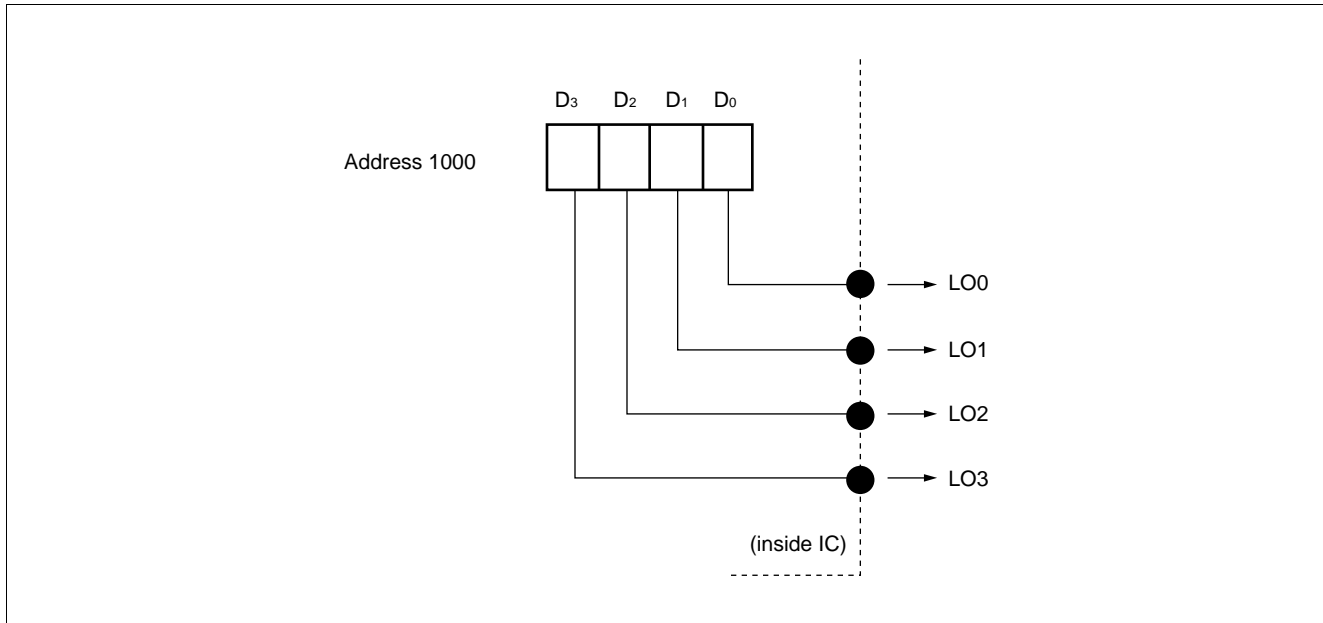 D3 D2 D1 D0
Address 1000
LO0
LO1
LO2
LO3
(inside IC)